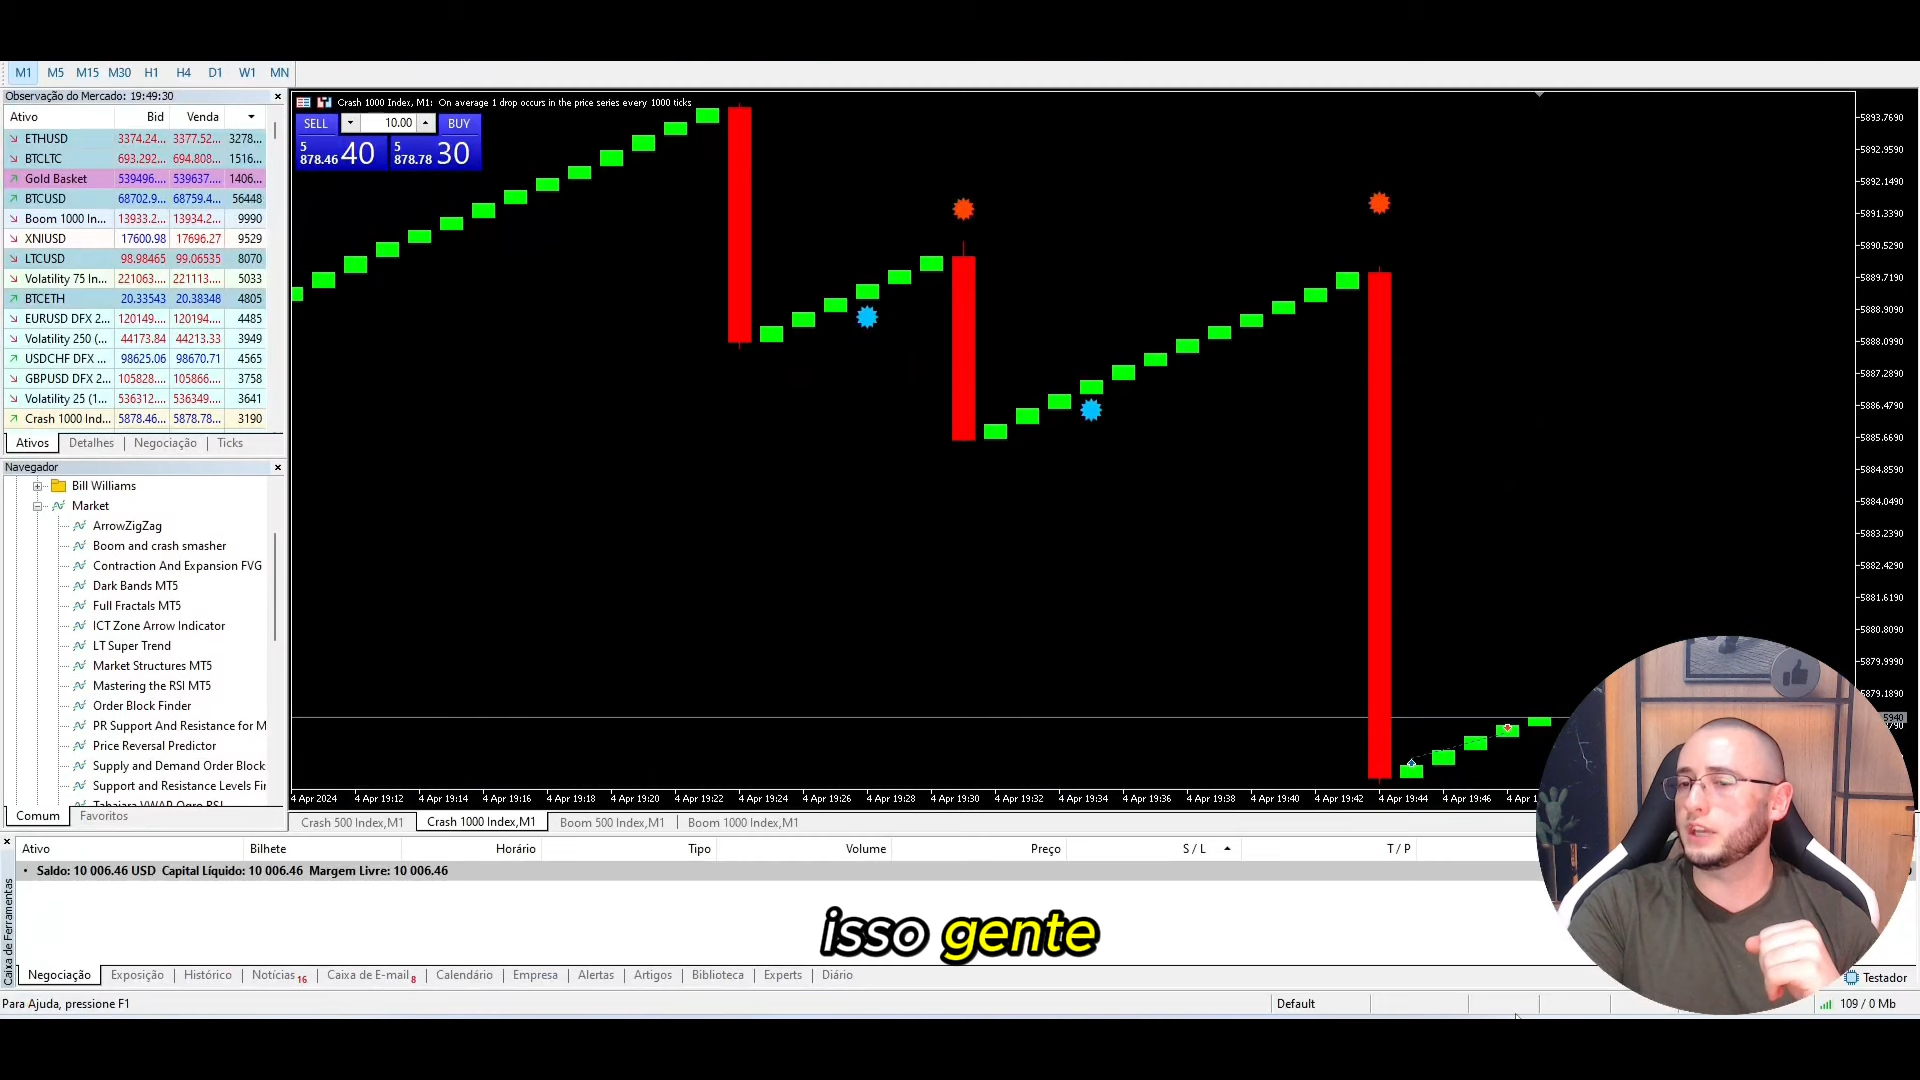 M1 M5 M15 M30 H1 H4 D1 W1 MN
Observação do Mercado: 19:49:30
Ativo Bid Venda
ETHUSD 3374.24... 3377.52... 3278...
BTCLTC 693.292... 694.808... 1516...
Gold Basket 539496.... 539637.... 1406...
BTCUSD 68702.9... 68759.4... 56448
Boom 1000 In... 13933.2... 13934.2... 9990
XNIUSD 17600.98 17696.27 9529
LTCUSD 98.98465 99.06535 8070
Volatility 75 In... 221063.... 221113.... 5033
BTCETH 20.33543 20.38348 4805
EURUSD DFX 2... 120149.... 120194.... 4485
Volatility 250 (... 44173.84 44213.33 3949
USDCHF DFX ... 98625.06 98670.71 4565
GBPUSD DFX 2... 105828.... 105866.... 3758
Volatility 25 (1... 536312.... 536349.... 3641
Crash 1000 Ind... 5878.46... 5878.78... 3190
Ativos Detalhes Negociação Ticks
Navegador
Bill Williams
Market
ArrowZigZag
Boom and crash smasher
Contraction And Expansion FVG
Dark Bands MT5
Full Fractals MT5
ICT Zone Arrow Indicator
LT Super Trend
Market Structures MT5
Mastering the RSI MT5
Order Block Finder
PR Support And Resistance for M
Price Reversal Predictor
Supply and Demand Order Block
Support and Resistance Levels Fir
Comum Favoritos
Crash 1000 Index, M1: On average 1 drop occurs in the price series every 1000 ticks
SELL 10.00 BUY
5 878.46 40 5 878.78 30
5893.7690
5892.9590
5892.1490
5891.3390
5890.5290
5889.7190
5888.9090
5888.0990
5887.2890
5886.4790
5885.6690
5884.8590
5884.0490
5883.2390
5882.4290
5881.6190
5880.8090
5879.9990
5879.1890
4 Apr 2024 4 Apr 19:12 4 Apr 19:14 4 Apr 19:16 4 Apr 19:18 4 Apr 19:20 4 Apr 19:22 4 Apr 19:24 4 Apr 19:26 4 Apr 19:28 4 Apr 19:30 4 Apr 19:32 4 Apr 19:34 4 Apr 19:36 4 Apr 19:38 4 Apr 19:40 4 Apr 19:42 4 Apr 19:44 4 Apr 19:46
Crash 500 Index,M1 Crash 1000 Index,M1 Boom 500 Index,M1 Boom 1000 Index,M1
Caixa de Ferramentas
Ativo Bilhete Horário Tipo Volume Preço S / L T / P
Saldo: 10 006.46 USD Capital Líquido: 10 006.46 Margem Livre: 10 006.46
isso gente
Negociação Exposição Histórico Notícias 16 Caixa de E-mail 8 Calendário Empresa Alertas Artigos Biblioteca Experts Diário
Testador
Para Ajuda, pressione F1 Default 109 / 0 Mb